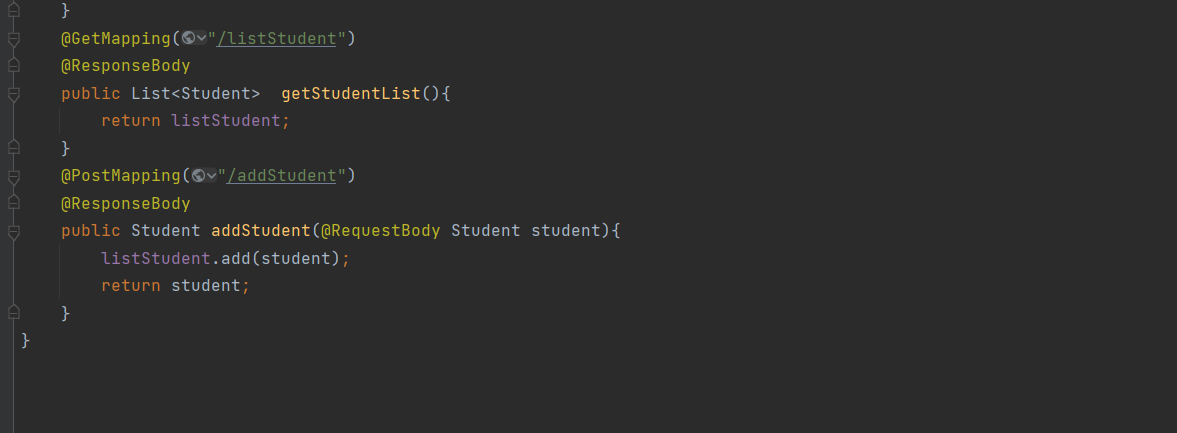 }
@GetMapping("/listStudent")
@ResponseBody
public List<Student>  getStudentList(){
return listStudent;
}
@PostMapping("/addStudent")
@ResponseBody
public Student addStudent(@RequestBody Student student){
listStudent.add(student);
return student;
}
}